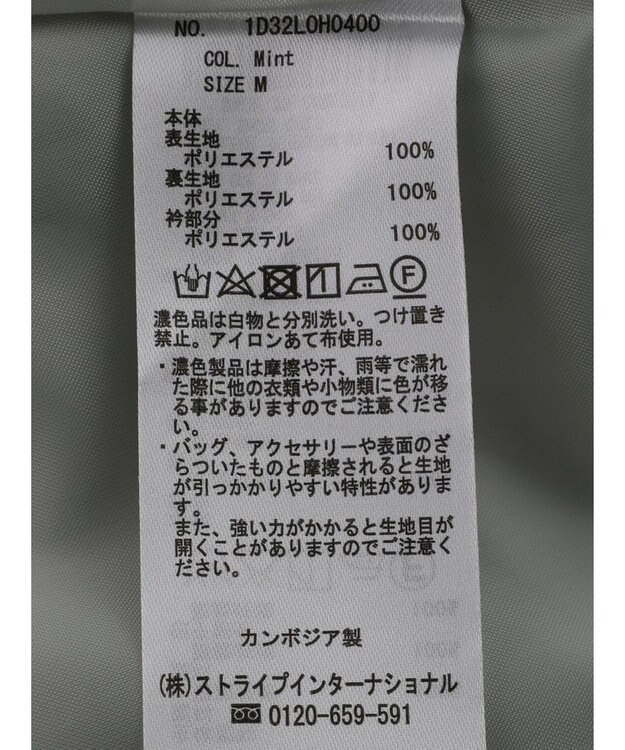 NO. 1D32L0H0400
COL. Mint
SIZE M
本体
表生地
ポリエステル 100%
裏生地
ポリエステル 100%
衿部分
ポリエステル 100%
F
濃色品は白物と分別洗い。つけ置き
禁止。アイロンあて布使用。
・濃色製品は摩擦や汗、雨等で濡れ
た際に他の衣類や小物類に色が移
る事がありますのでご注意くださ
い。
・バッグ、アクセサリーや表面のざ
らついたものと摩擦されると生地
が引っかかりやすい特性がありま
す。
また、強い力がかかると生地目が
開くことがありますのでご注意く
ださい。
カンボジア製
(株)ストライプインターナショナル
0120-659-591